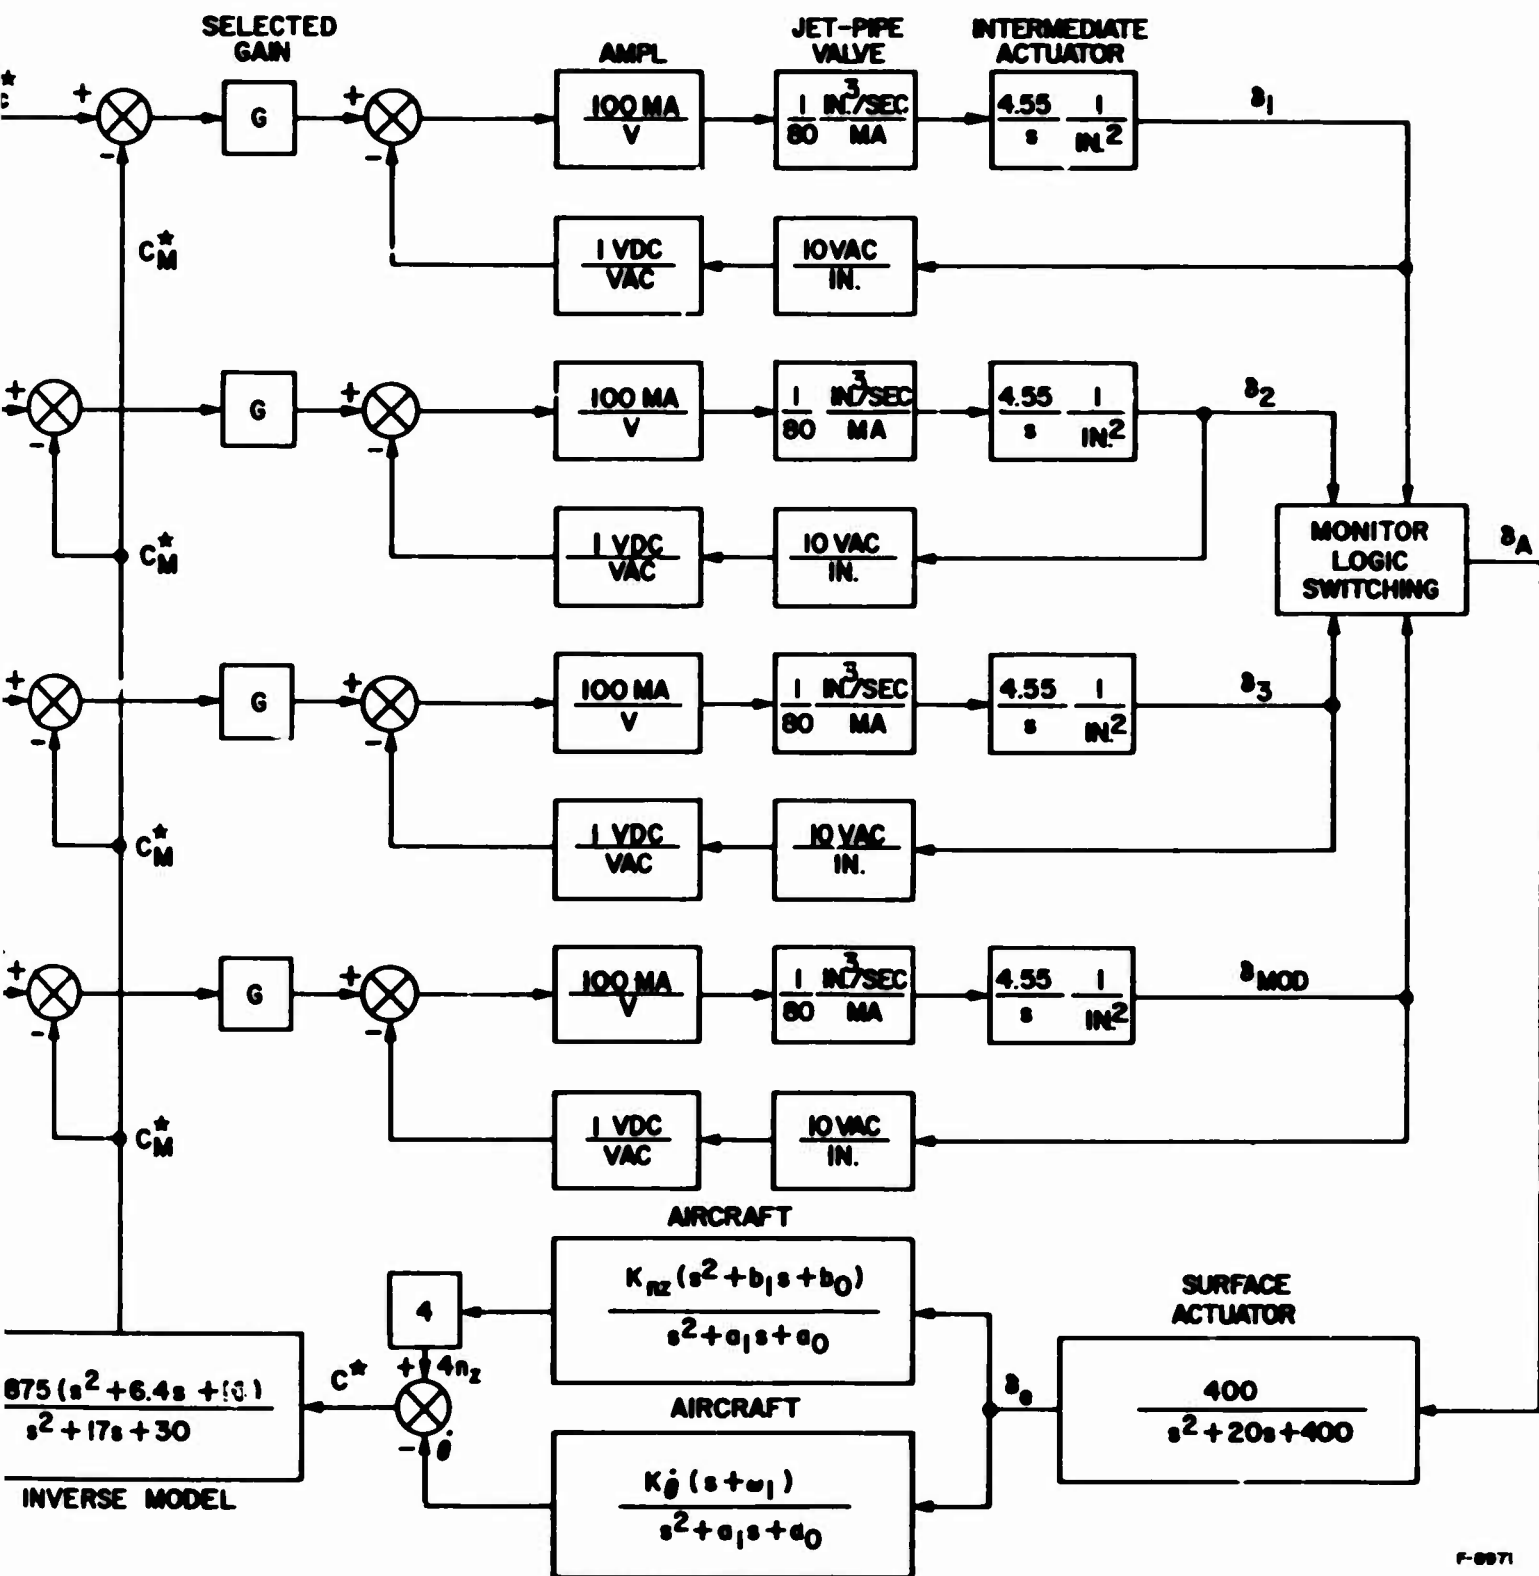 SELECTED
GAIN
AMPL
JET-PIPE
VALVE
INTERMEDIATE
ACTUATOR
*
+
-
G
+
-
100 MA
V
1 IN.3/SEC
80 MA
4.55 1
s IN.2
δ1
C*M
1 VDC
VAC
10 VAC
IN.
+
-
G
+
-
100 MA
V
1 IN.3/SEC
80 MA
4.55 1
s IN.2
δ2
C*M
1 VDC
VAC
10 VAC
IN.
MONITOR
LOGIC
SWITCHING
δA
+
-
G
+
-
100 MA
V
1 IN.3/SEC
80 MA
4.55 1
s IN.2
δ3
C*M
1 VDC
VAC
10 VAC
IN.
+
-
G
+
-
100 MA
V
1 IN.3/SEC
80 MA
4.55 1
s IN.2
δMOD
C*M
1 VDC
VAC
10 VAC
IN.
AIRCRAFT
Knz (s2 + b1s + b0)
s2 + a1s + a0
4
+ 4nz
C*
- θ̇
875 (s2 + 6.4s +
s2 + 17s + 30
INVERSE MODEL
AIRCRAFT
Kθ̇ (s + ω1)
s2 + a1s + a0
δe
SURFACE
ACTUATOR
400
s2 + 20s + 400
F-8971